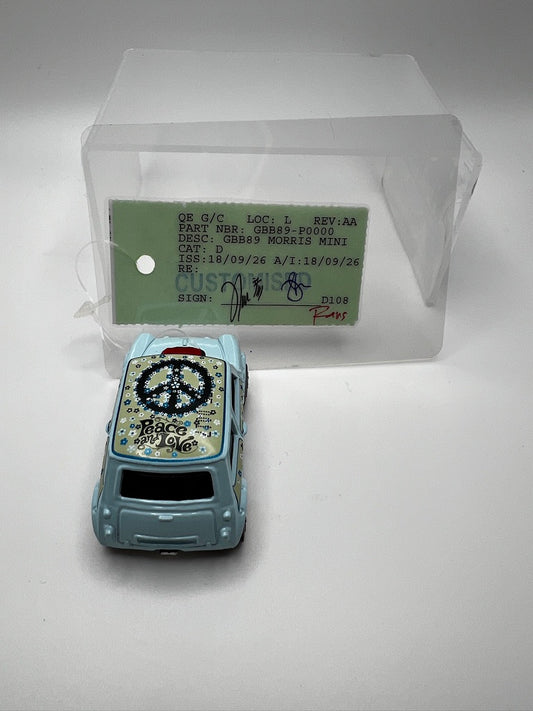 QE G/C LOC: L REV:AA
PART NBR: GBB89-P0000
DESC: GBB89 MORRIS MINI
CAT: D
ISS:18/09/26 A/I:18/09/26
RE:
CUSTOMISED
SIGN:
D108
Peace
and Love